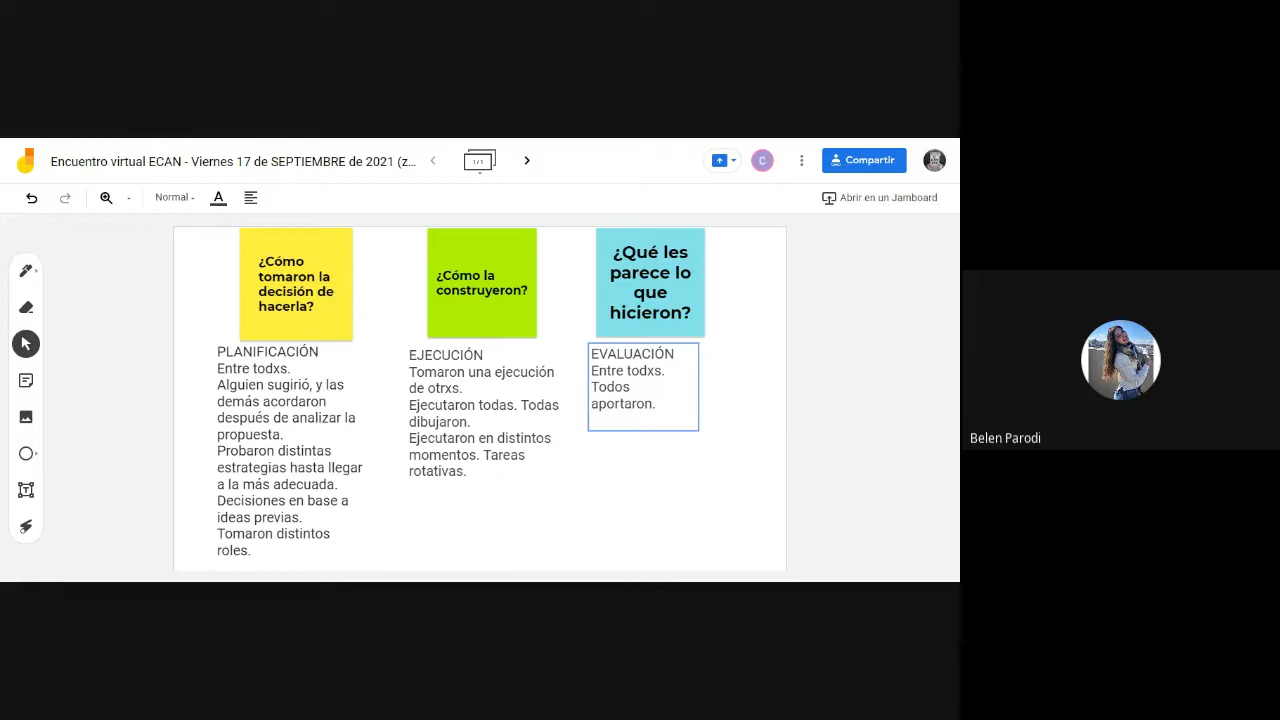 Encuentro virtual ECAN - Viernes 17 de SEPTIEMBRE de 2021 (z...
1/1
C
Compartir
Normal
A
Abrir en un Jamboard
¿Cómo
tomaron la
decisión de
hacerla?
PLANIFICACIÓN
Entre todxs.
Alguien sugirió, y las
demás acordaron
después de analizar la
propuesta.
Probaron distintas
estrategias hasta llegar
a la más adecuada.
Decisiones en base a
ideas previas.
Tomaron distintos
roles.
¿Cómo la
construyeron?
EJECUCIÓN
Tomaron una ejecución
de otrxs.
Ejecutaron todas. Todas
dibujaron.
Ejecutaron en distintos
momentos. Tareas
rotativas.
¿Qué les
parece lo
que
hicieron?
EVALUACIÓN
Entre todxs.
Todos
aportaron.
Belen Parodi